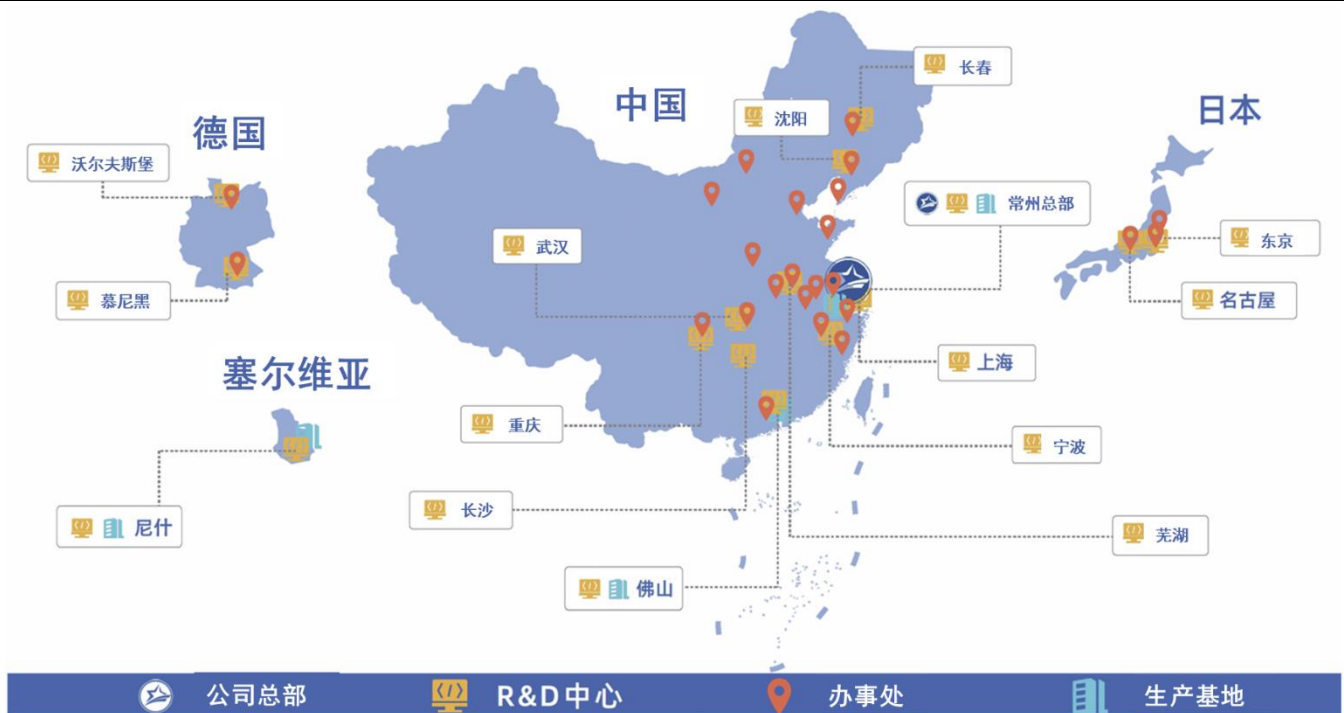 长春
中国
日本
沈阳
德国
沃尔夫斯堡
常州总部
武汉
东京
慕尼黑
名古屋
上海
塞尔维亚
重庆
宁波
长沙
尼什
芜湖
佛山
公司总部
R&D中心
办事处
生产基地